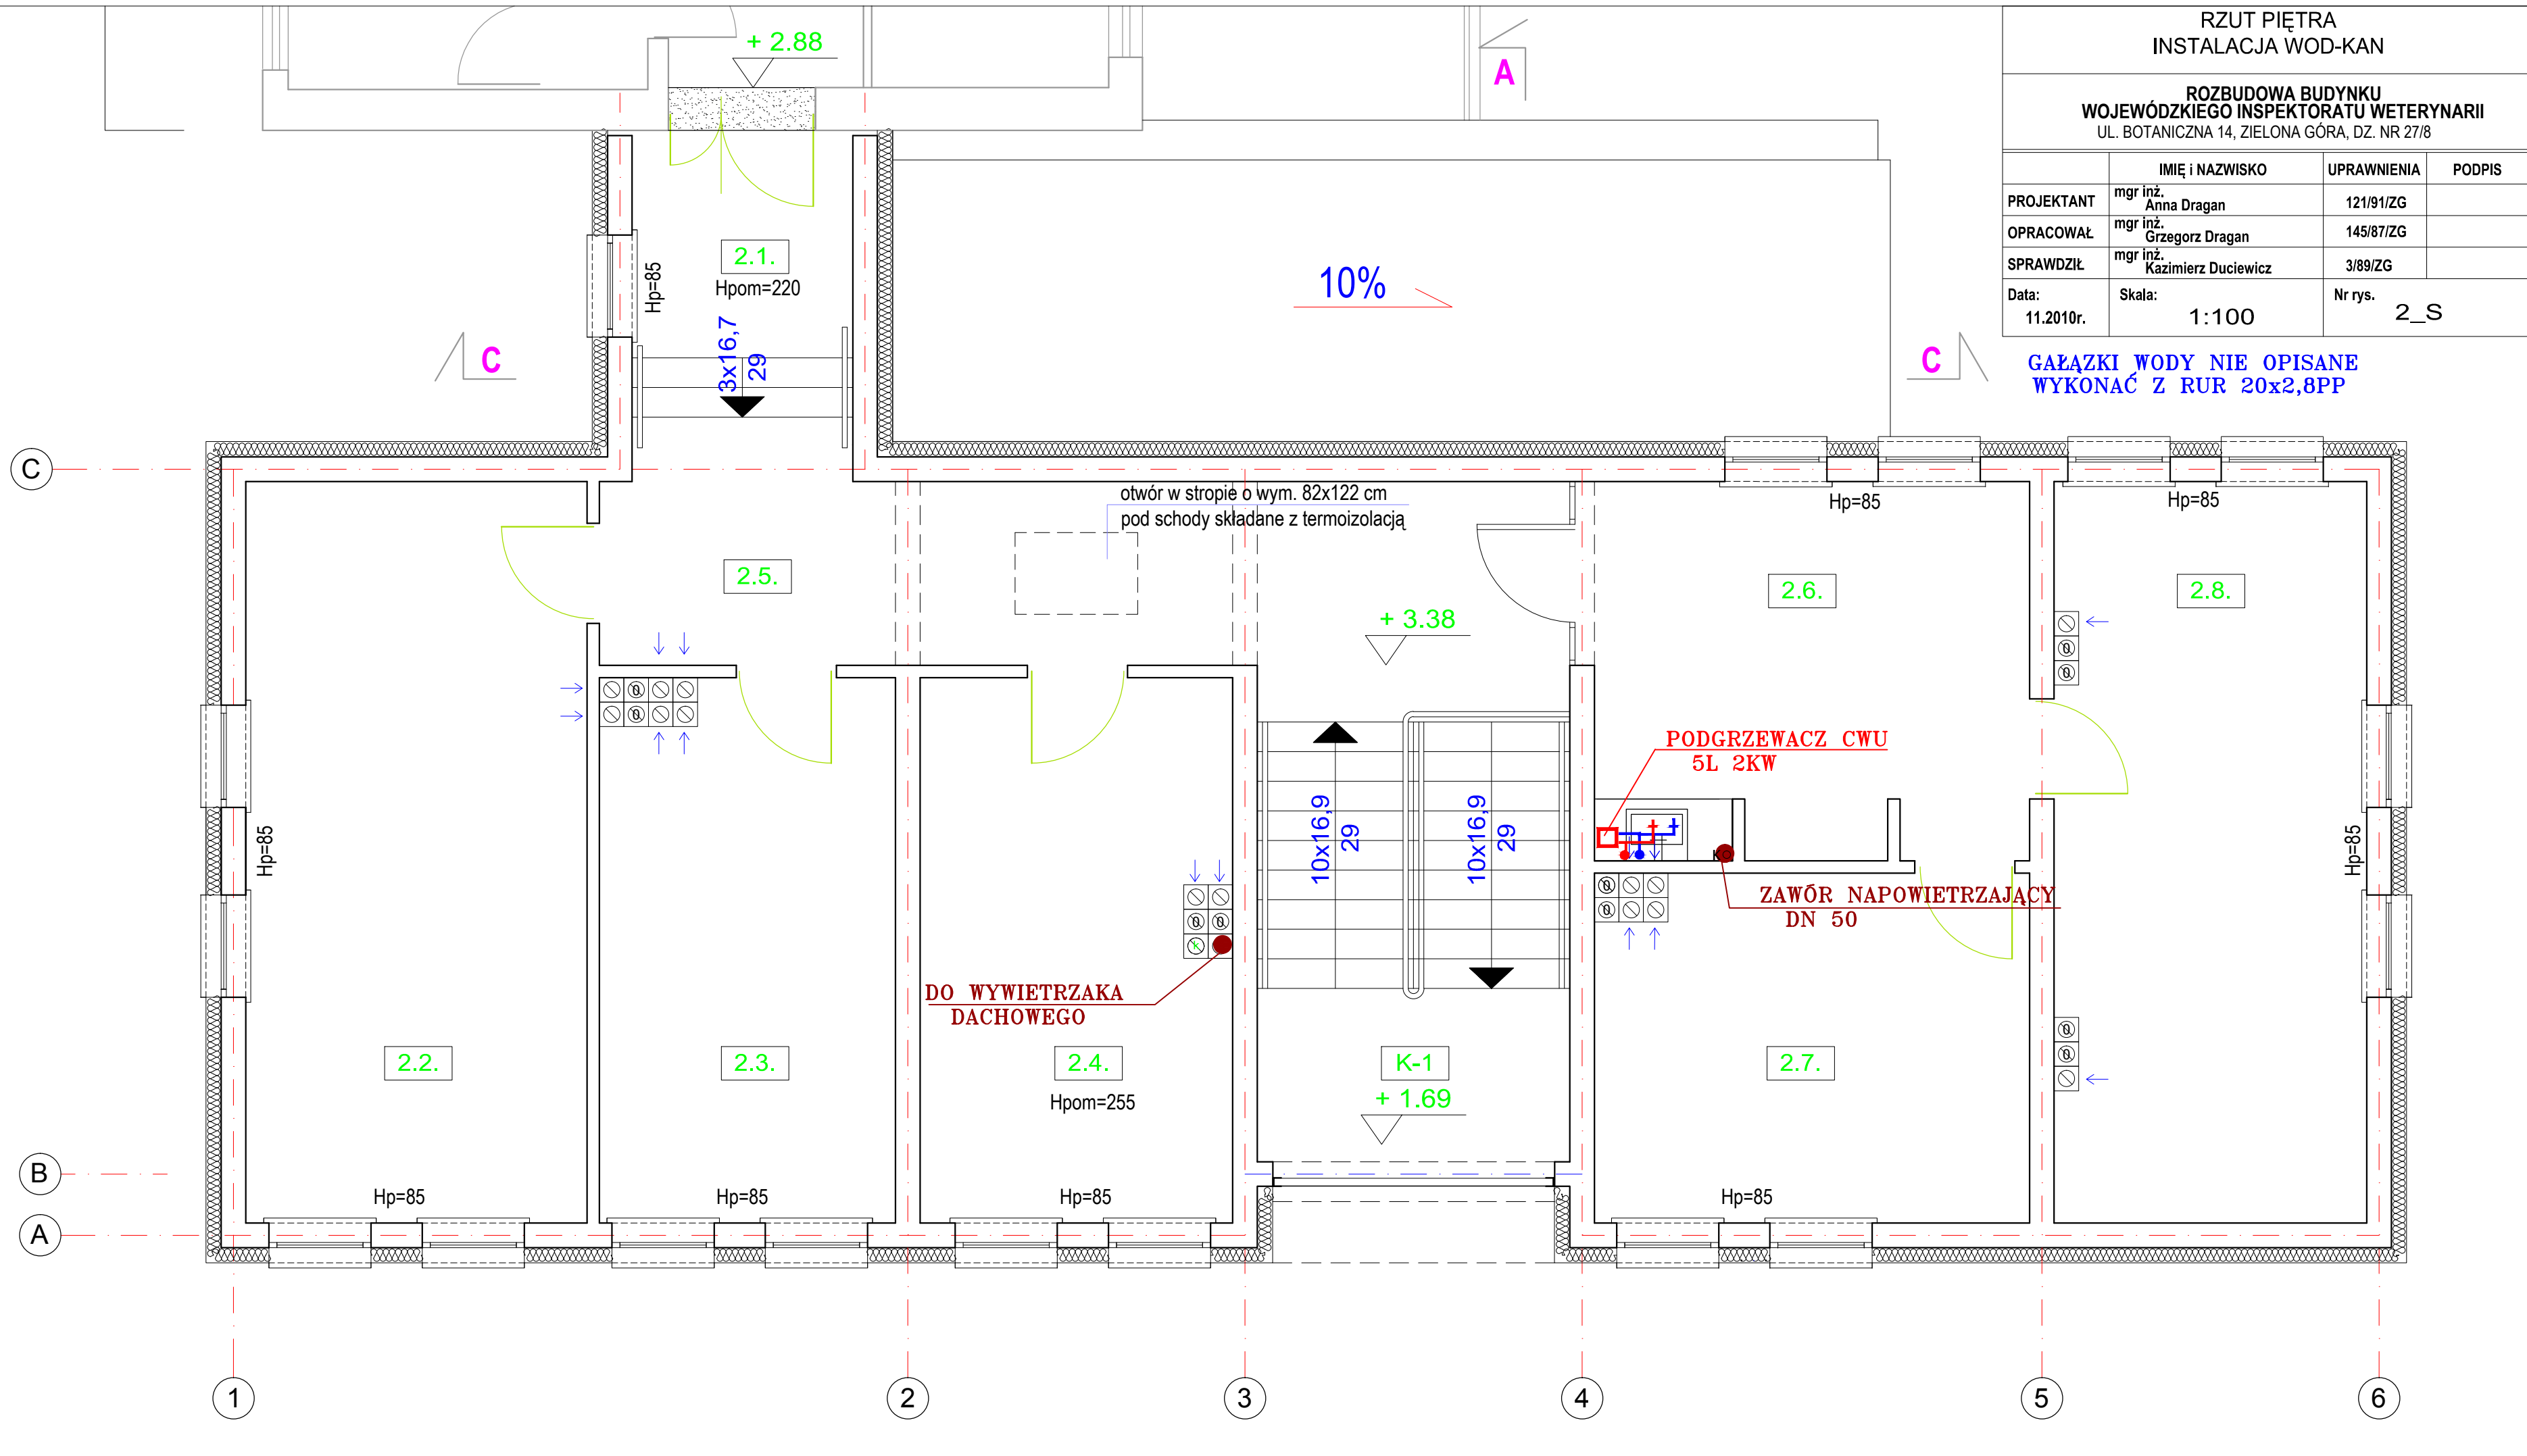 RZUT PIĘTRA
INSTALACJA WOD-KAN
ROZBUDOWA BUDYNKU
WOJEWÓDZKIEGO INSPEKTORATU WETERYNARII
UL. BOTANICZNA 14, ZIELONA GÓRA, DZ. NR 27/8
IMIĘ i NAZWISKO UPRAWNIENIA PODPIS
PROJEKTANT mgr inż. Anna Dragan 121/91/ZG
OPRACOWAŁ mgr inż. Grzegorz Dragan 145/87/ZG
SPRAWDZIŁ mgr inż. Kazimierz Duciewicz 3/89/ZG
Data: Skala: Nr rys.
11.2010r. 1:100 2_S
GAŁĄZKI WODY NIE OPISANE
WYKONAĆ Z RUR 20x2,8PP
+ 2.88
A
2.1.
Hpom=220
Hp=85
3x16,7
29
10%
C
C
C
otwór w stropie o wym. 82x122 cm
pod schody składane z termoizolacją
Hp=85
Hp=85
2.5.
2.6.
2.8.
+ 3.38
PODGRZEWACZ CWU
5L 2KW
10x16,9
29
10x16,9
29
Hp=85
Hp=85
ZAWÓR NAPOWIETRZAJĄCY
DN 50
k
DO WYWIETRZAKA
DACHOWEGO
2.2.
2.3.
2.4.
Hpom=255
K-1
+ 1.69
2.7.
B
Hp=85
Hp=85
Hp=85
Hp=85
A
1
2
3
4
5
6